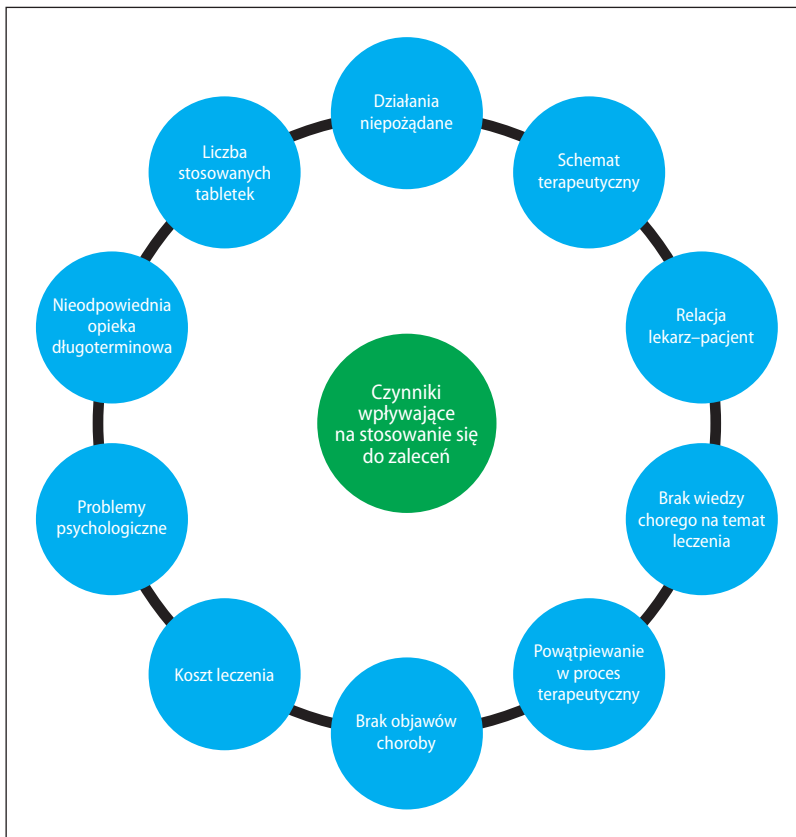 Działania
niepożądane
Schemat
terapeutyczny
Relacja
lekarz–pacjent
Brak wiedzy
chorego na temat
leczenia
Powątpiewanie
w proces
terapeutyczny
Brak objawów
choroby
Koszt leczenia
Problemy
psychologiczne
Nieodpowiednia
opieka
długoterminowa
Liczba
stosowanych
tabletek
Czynniki
wpływające
na stosowanie się
do zaleceń